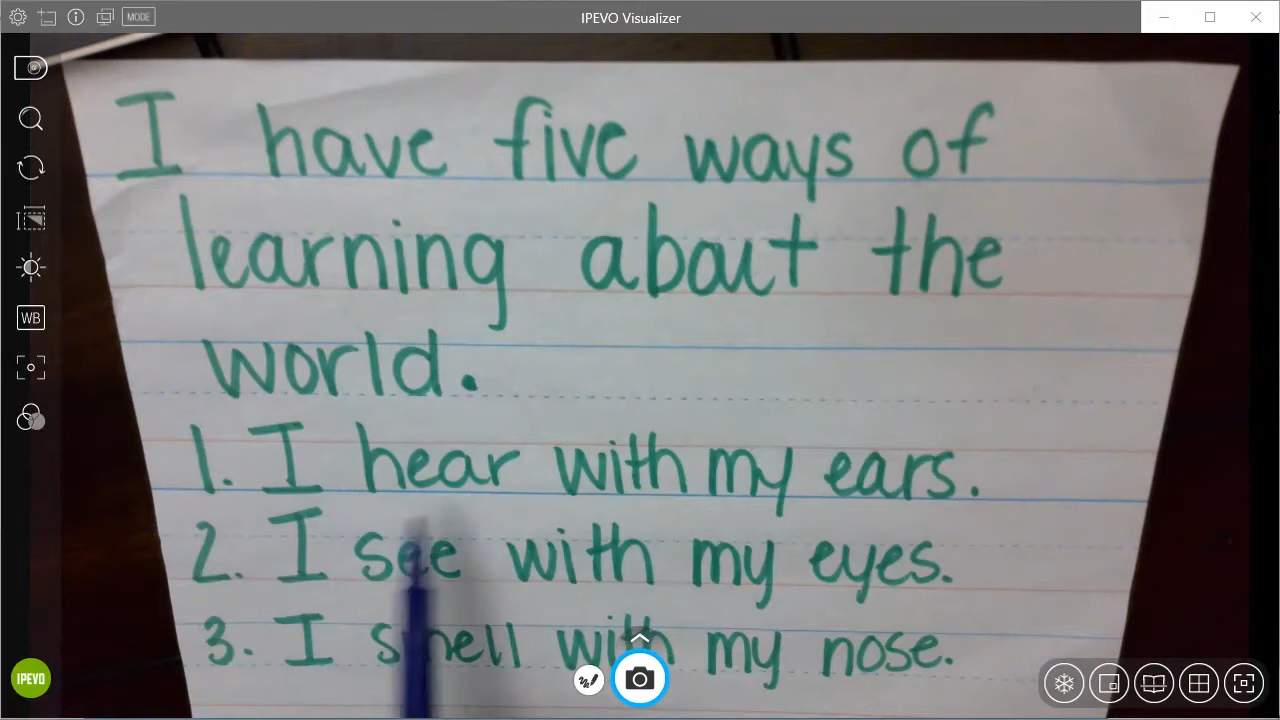 MODE
IPEVO Visualizer
WB
IPEVO
I have five ways of
learning about the
world.
1. I hear with my ears.
2. I see with my eyes.
3. I smell with my nose.